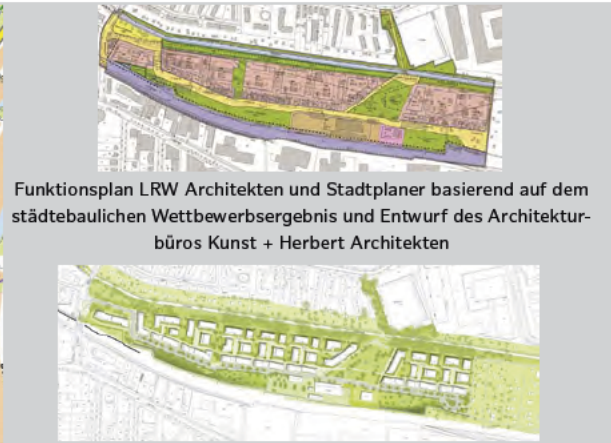 Funktionsplan LRW Architekten und Stadtplaner basierend auf dem
städtebaulichen Wettbewerbsergebnis und Entwurf des Architektur-
büros Kunst + Herbert Architekten